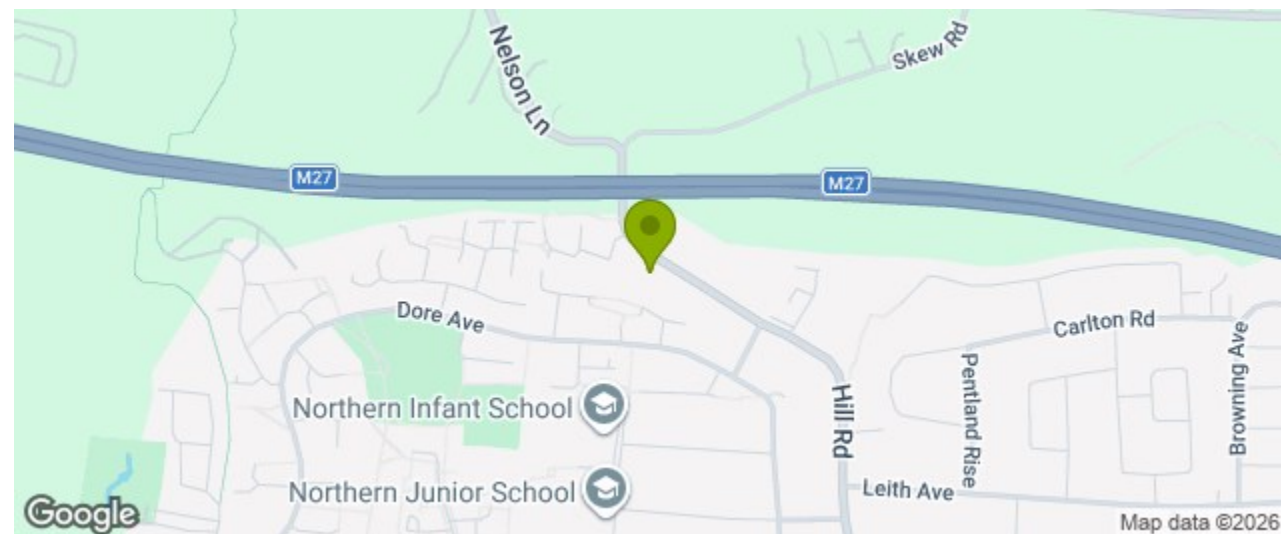 Nelson Ln
Skew Rd
M27
M27
Dore Ave
Carlton Rd
Browning Ave
Pentland Rise
Northern Infant School
Hill Rd
Northern Junior School
Leith Ave
Google
Map data ©2026